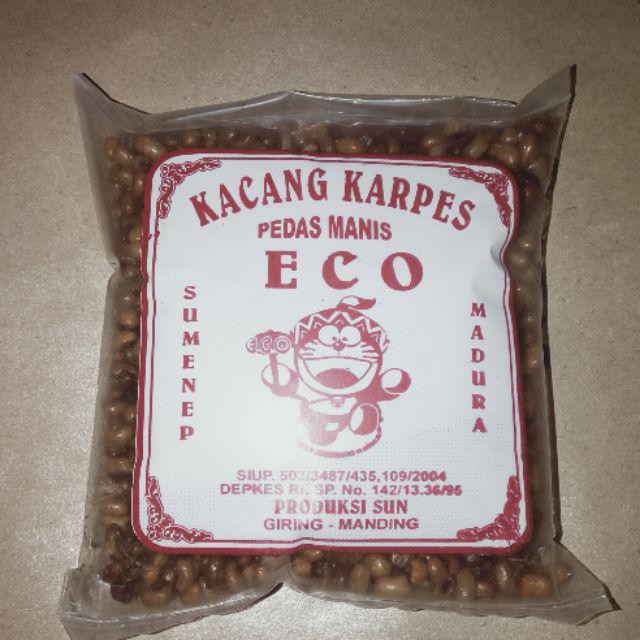 KACANG KARPES
PEDAS MANIS
ECO
SUMENEP
MADURA
ECO
SIUP. 503/3487/435,109/2004
DEPKES RI. SP. No. 142/13.36/95
PRODUKSI SUN
GIRING - MANDING